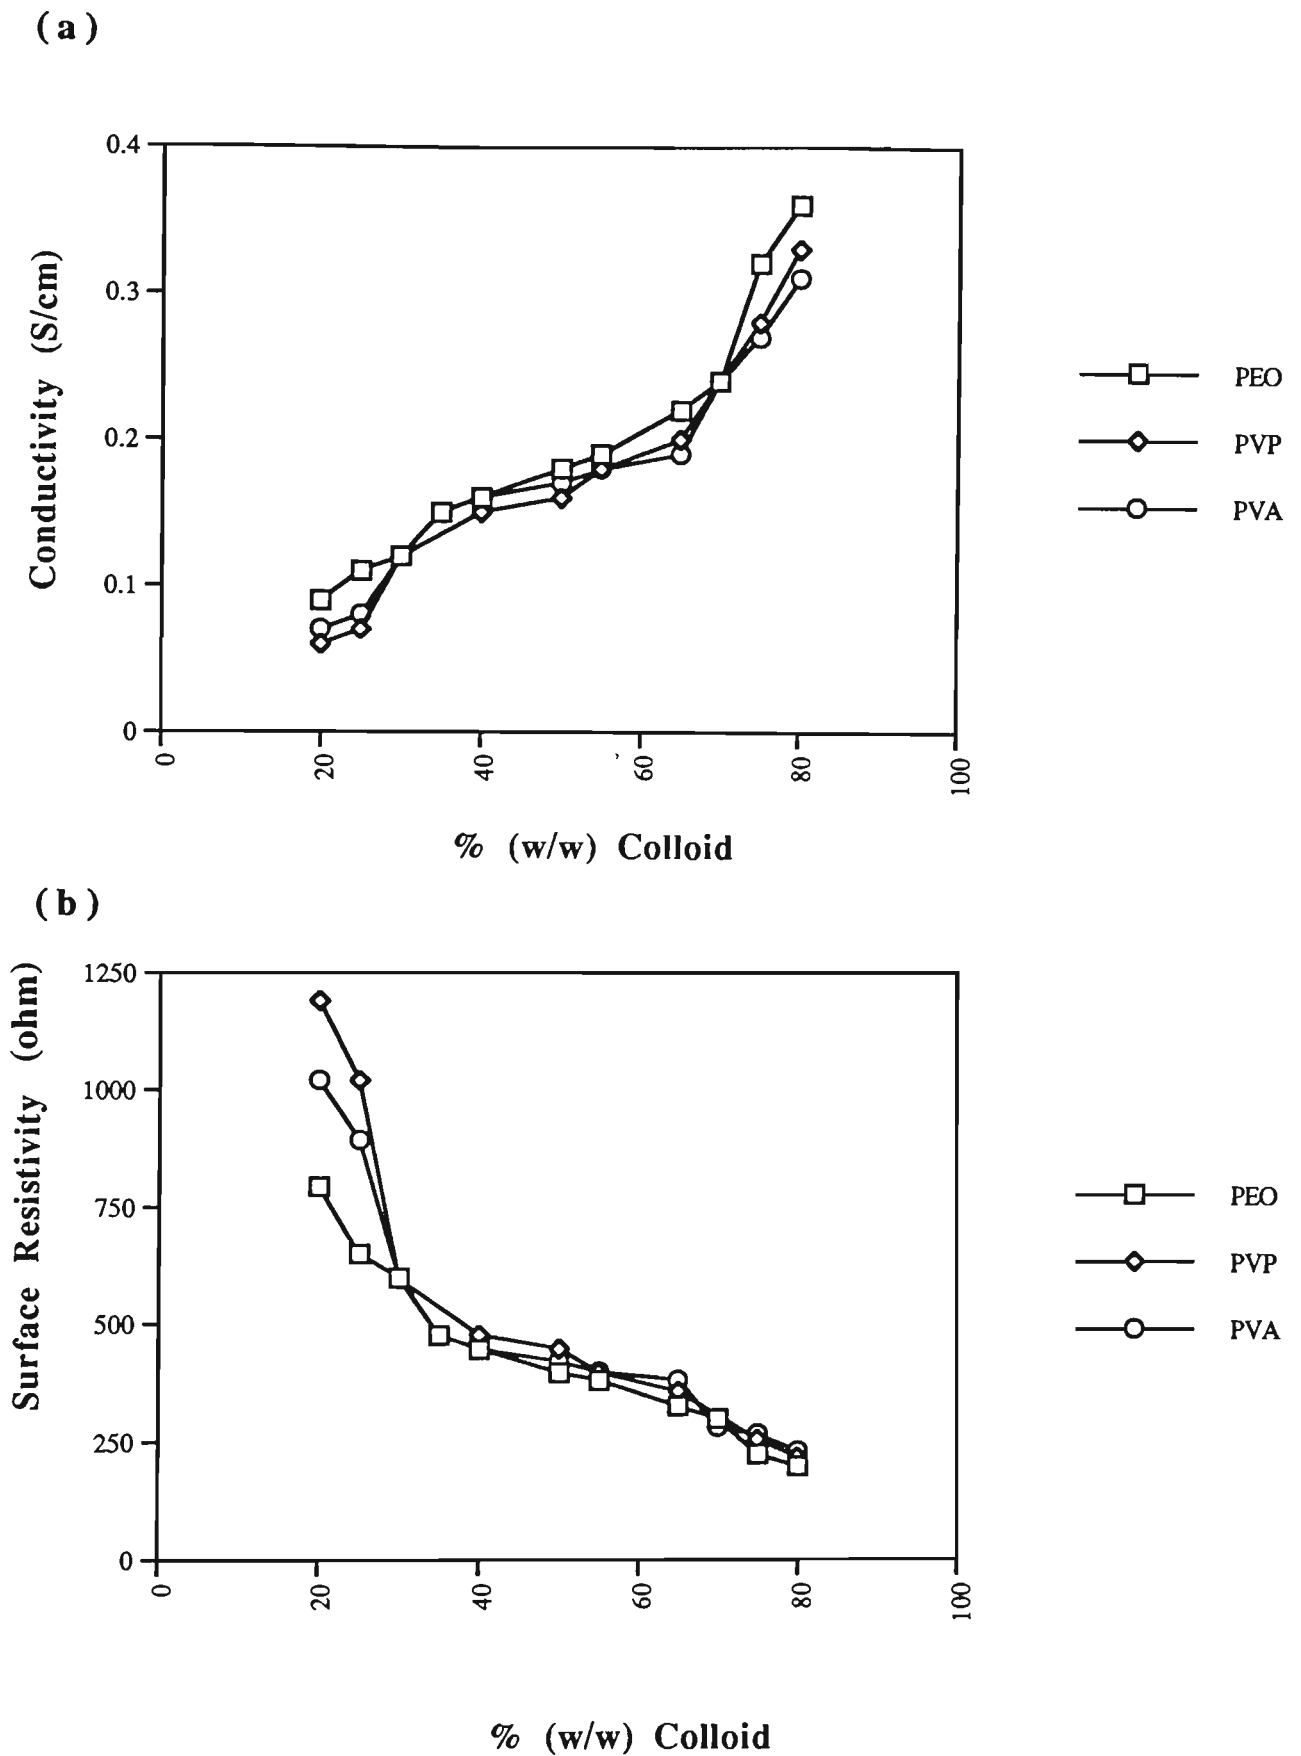 (a)
0.4
0.3
0.2
0.1
0
Conductivity (S/cm)
0
20
40
60
80
100
% (w/w) Colloid
PEO
PVP
PVA
(b)
1250
1000
750
500
250
0
Surface Resistivity (ohm)
0
20
40
60
80
100
% (w/w) Colloid
PEO
PVP
PVA